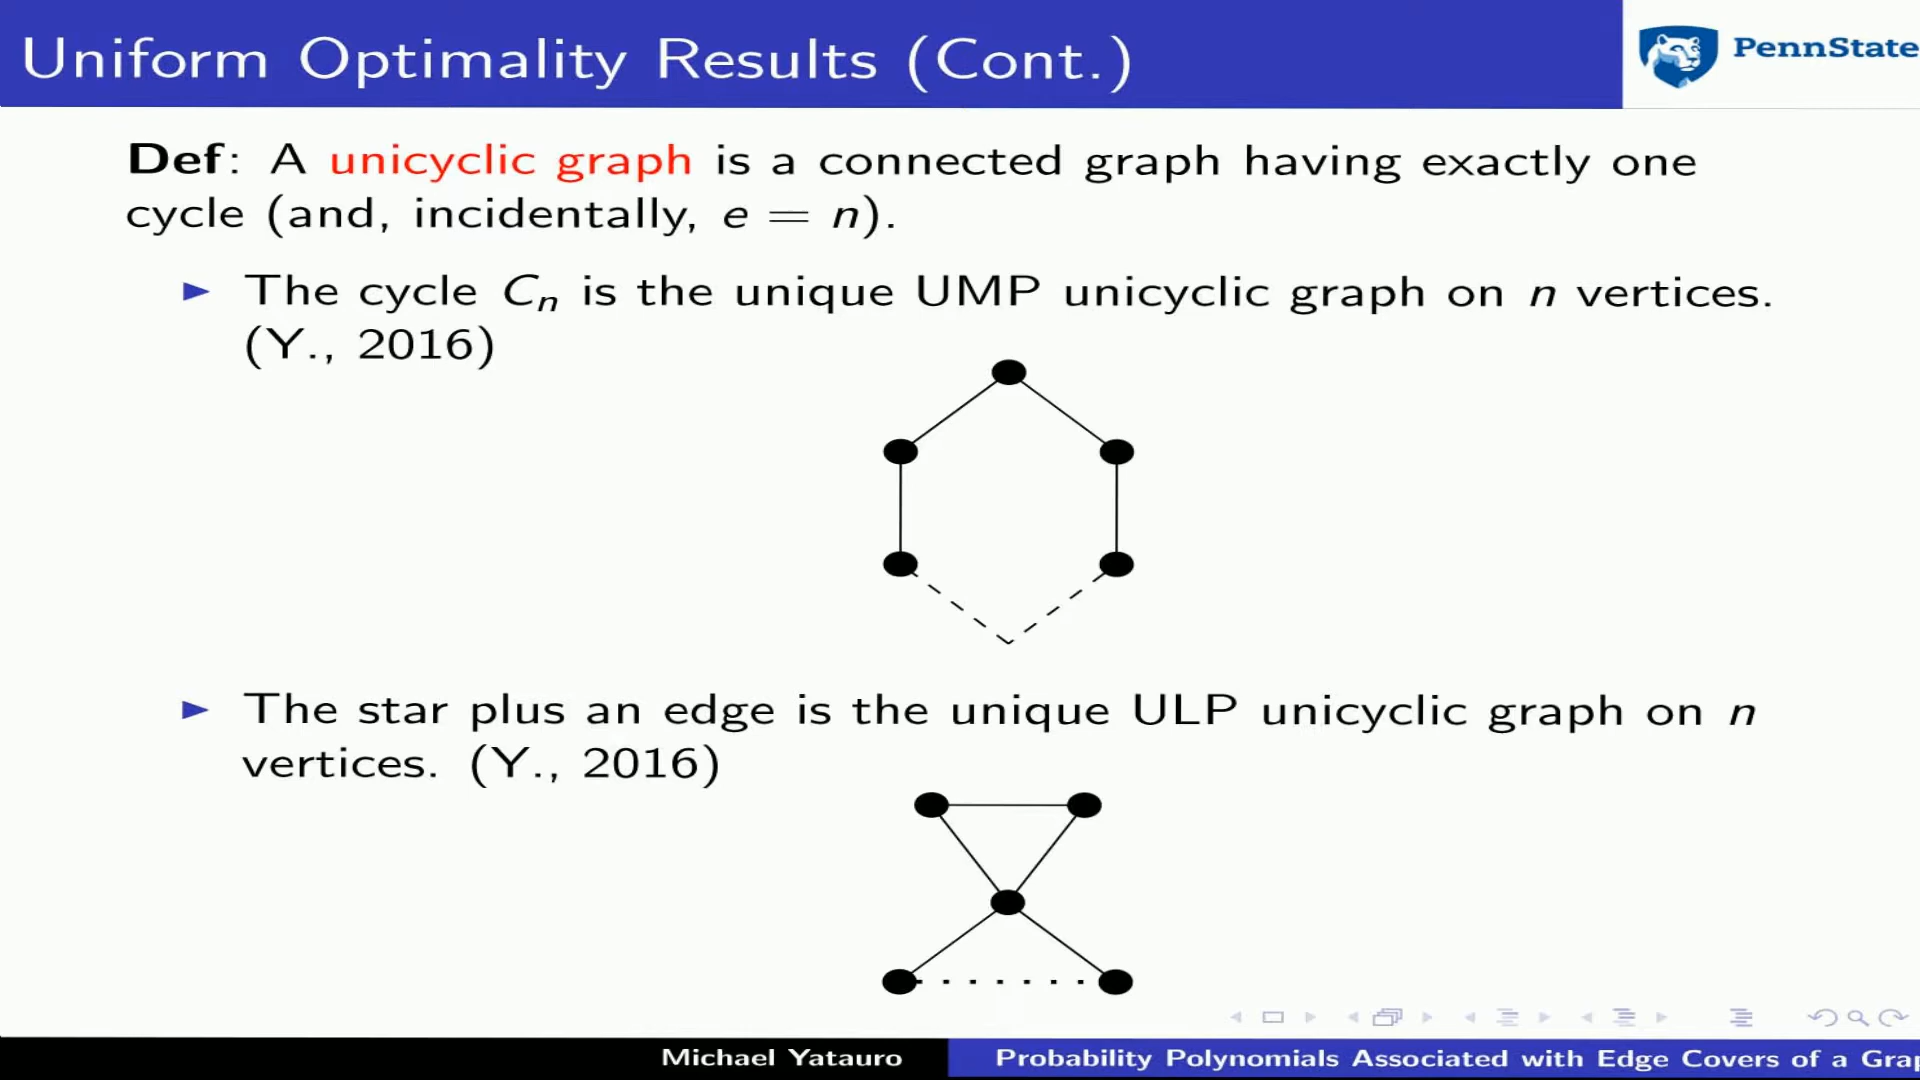 Uniform Optimality Results (Cont.)
PennState
Def: A unicyclic graph is a connected graph having exactly one
cycle (and, incidentally, e = n).
The cycle Cn is the unique UMP unicyclic graph on n vertices.
(Y., 2016)
The star plus an edge is the unique ULP unicyclic graph on n
vertices. (Y., 2016)
Michael Yatauro
Probability Polynomials Associated with Edge Covers of a Grap